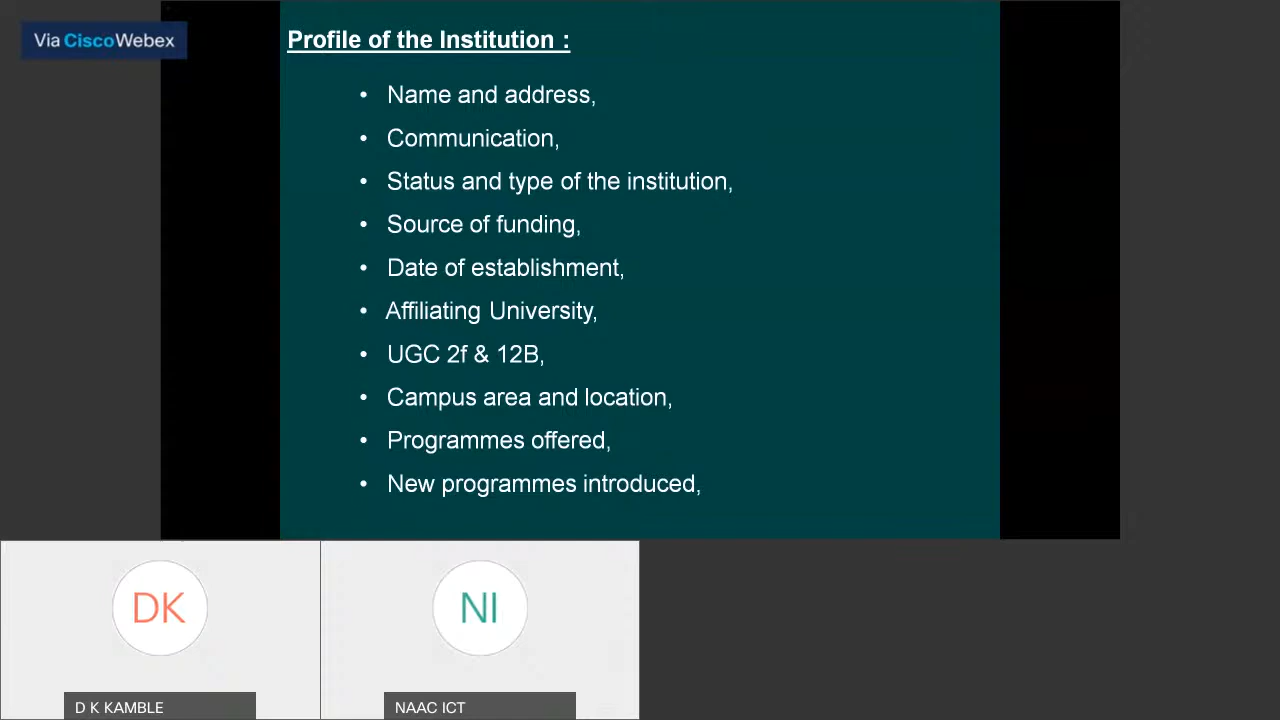 Via CiscoWebex
Profile of the Institution :
• Name and address,
• Communication,
• Status and type of the institution,
• Source of funding,
• Date of establishment,
• Affiliating University,
• UGC 2f & 12B,
• Campus area and location,
• Programmes offered,
• New programmes introduced,
DK
NI
D K KAMBLE
NAAC ICT